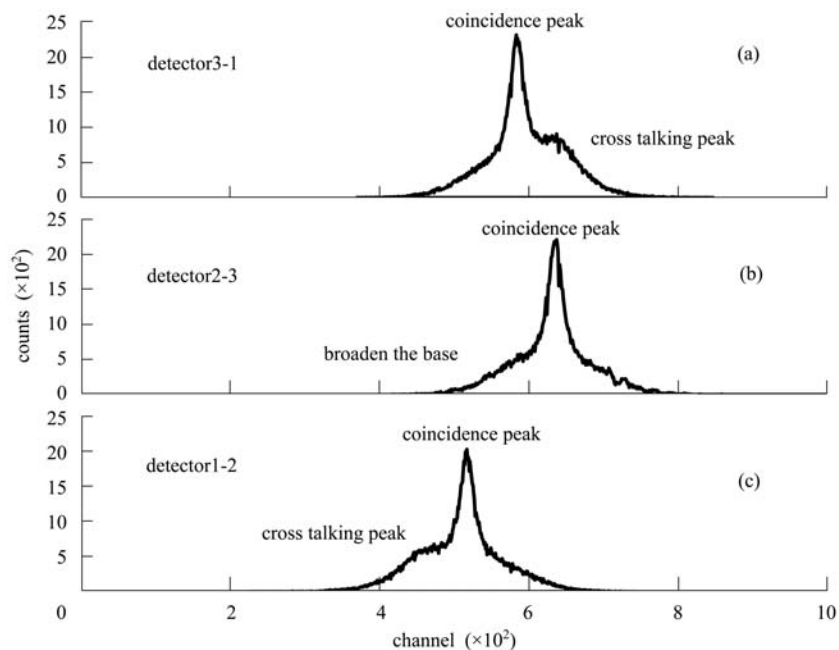 25
20
15
10
5
0
detector3-1
coincidence peak
(a)
cross talking peak
25
20
15
10
5
0
detector2-3
coincidence peak
(b)
broaden the base
25
20
15
10
5
detector1-2
coincidence peak
(c)
cross talking peak
counts (×10²)
0 2 4 6 8 10
channel (×10²)